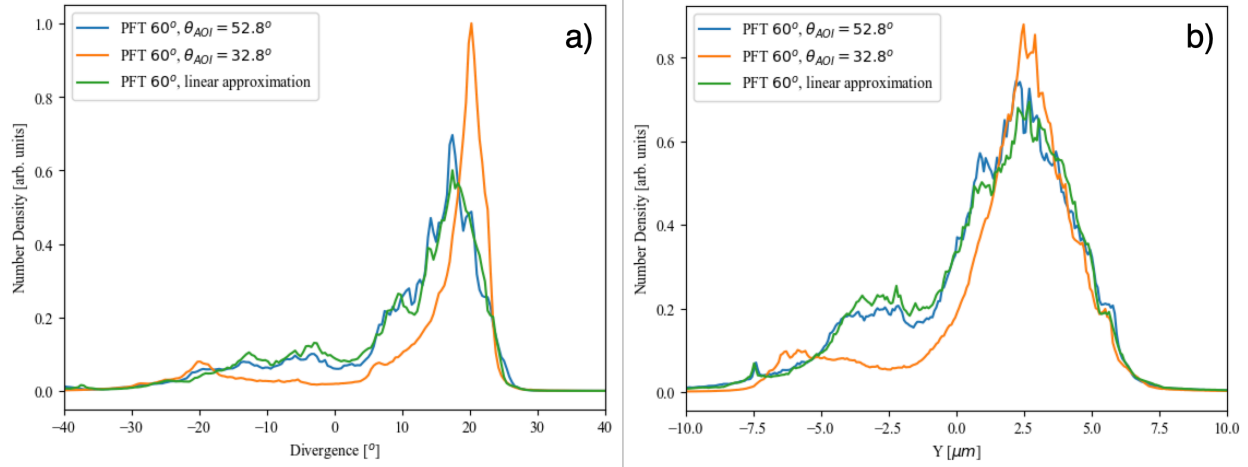 a)
PFT 60°, θAOI = 52.8°
PFT 60°, θAOI = 32.8°
PFT 60°, linear approximation
1.0
0.8
0.6
0.4
0.2
0.0
Number Density [arb. units]
−40 −30 −20 −10 0 10 20 30 40
Divergence [°]
b)
PFT 60°, θAOI = 52.8°
PFT 60°, θAOI = 32.8°
PFT 60°, linear approximation
0.8
0.6
0.4
0.2
0.0
Number Density [arb. units]
−10.0 −7.5 −5.0 −2.5 0.0 2.5 5.0 7.5 10.0
Y [μm]